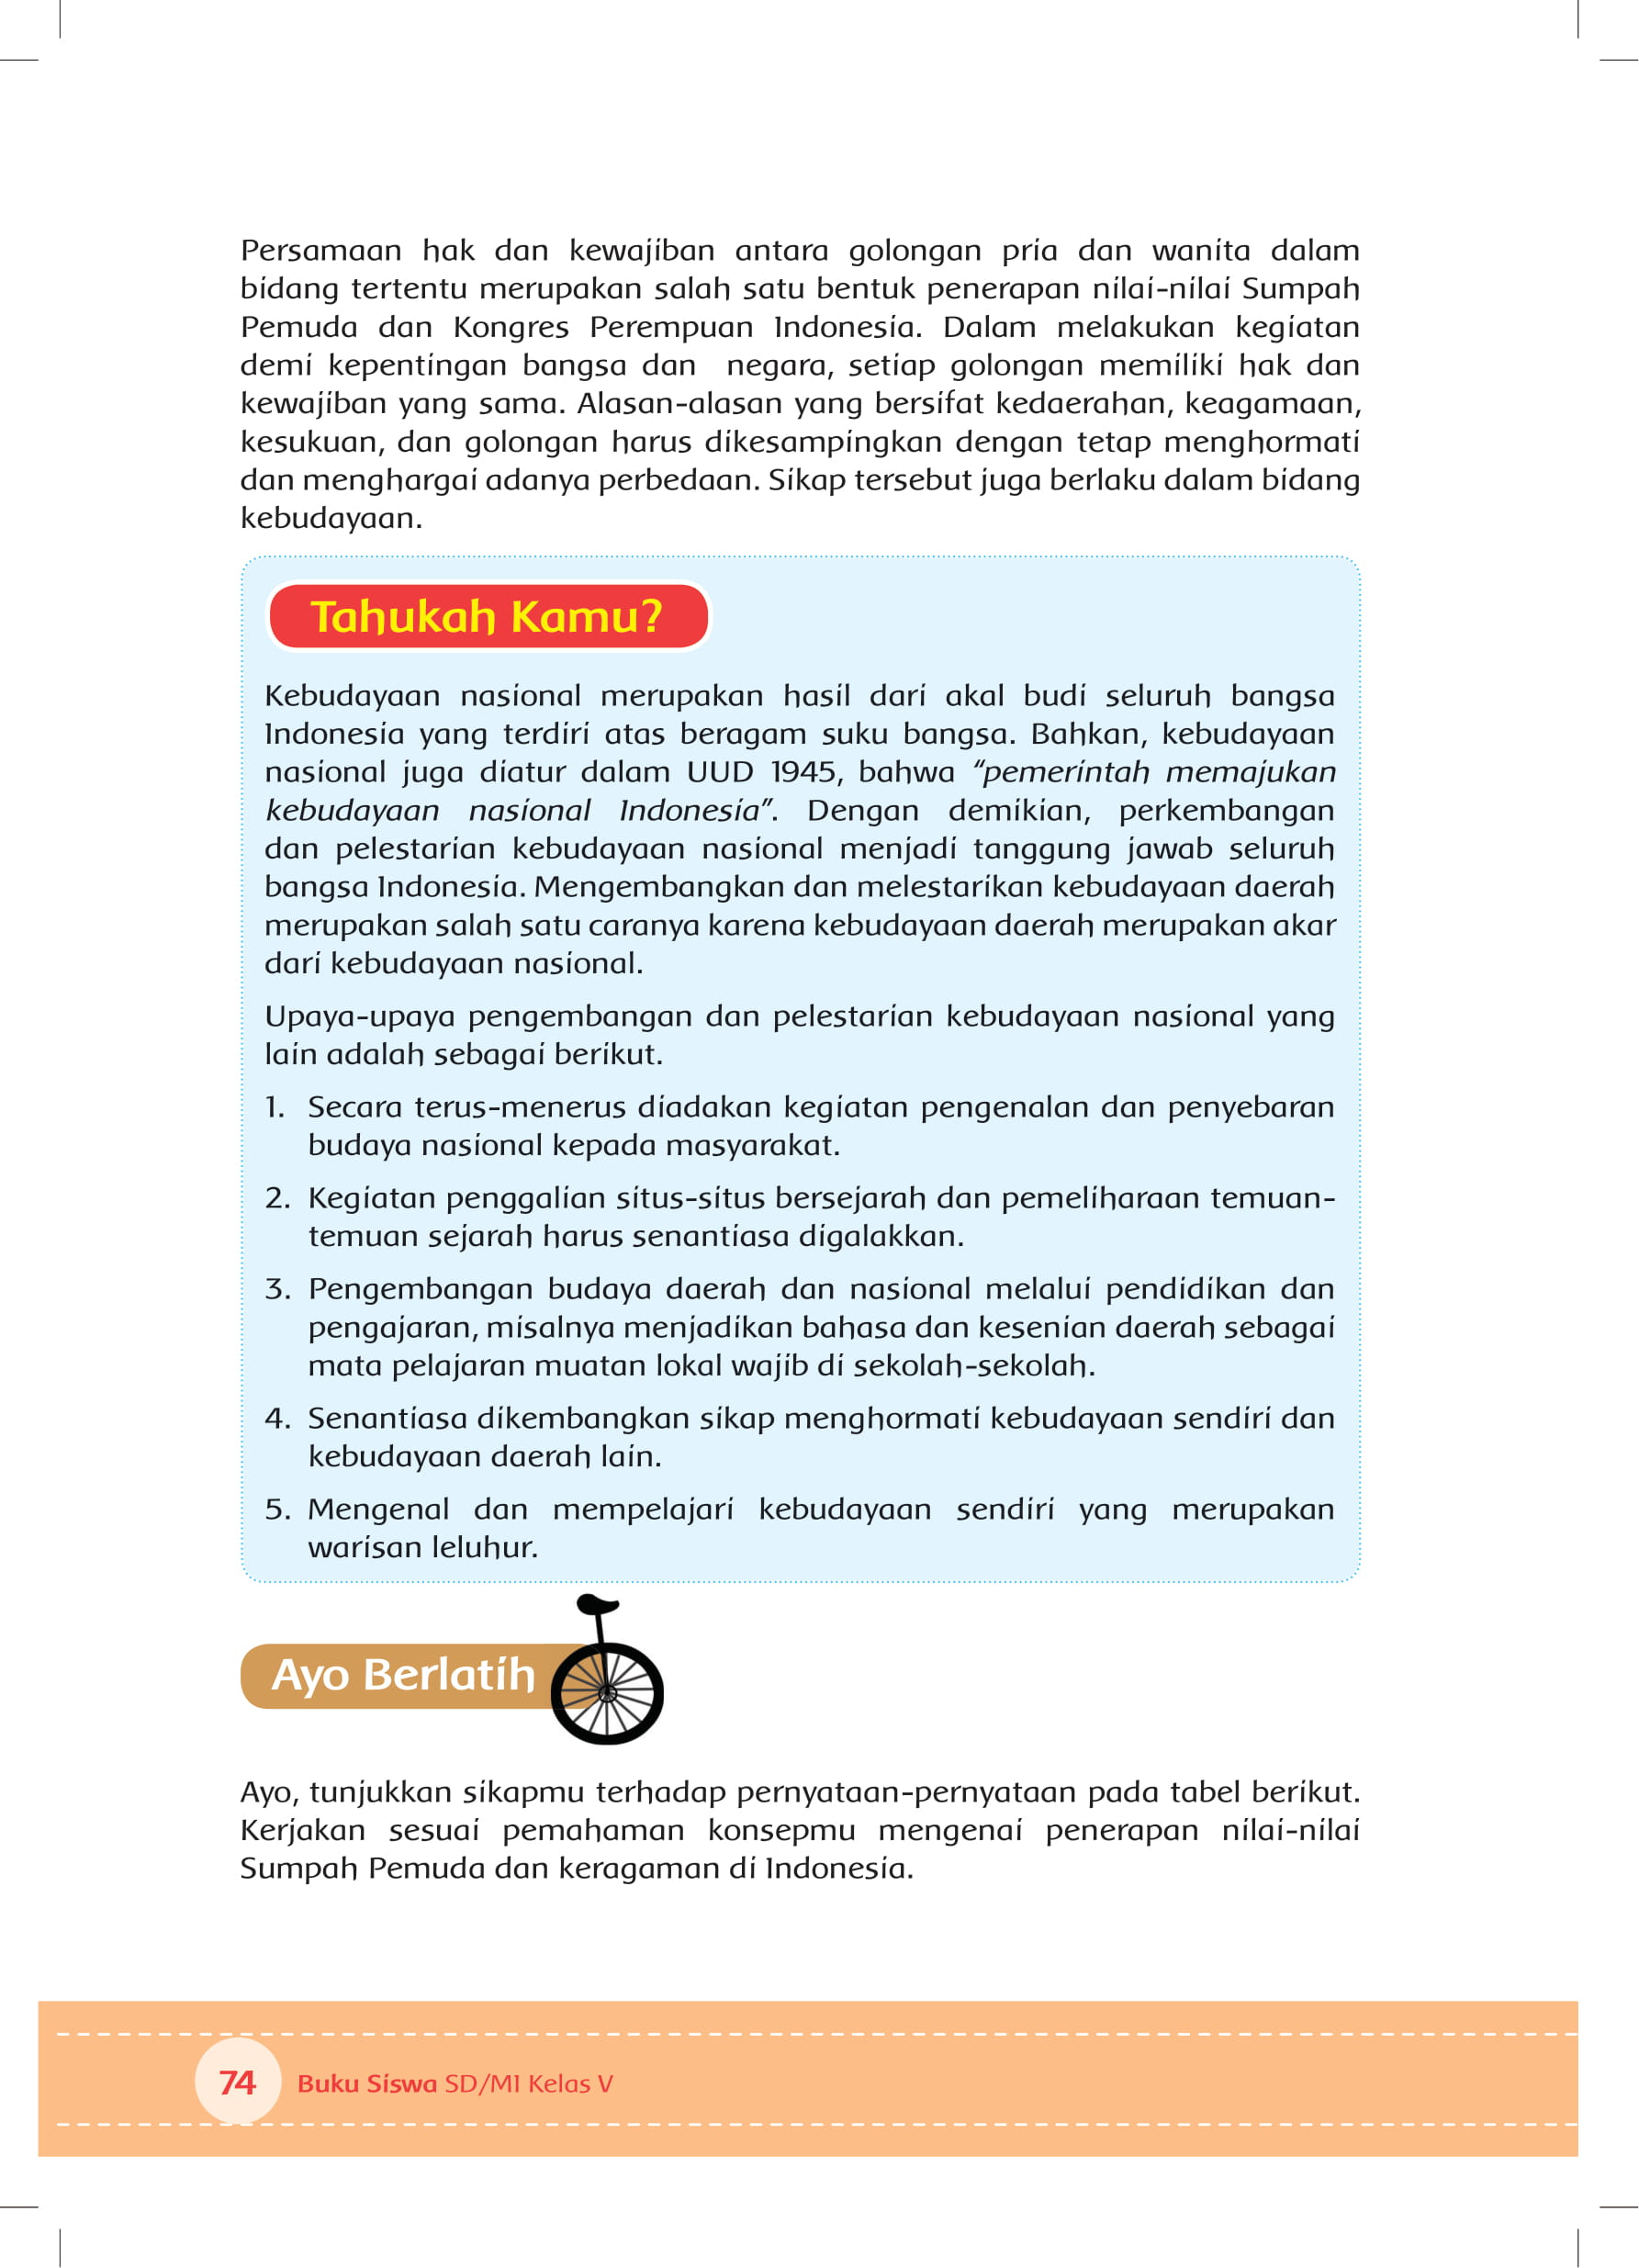 Persamaan hak dan kewajiban antara golongan pria dan wanita dalam
bidang tertentu merupakan salah satu bentuk penerapan nilai-nilai Sumpah
Pemuda dan Kongres Perempuan Indonesia. Dalam melakukan kegiatan
demi kepentingan bangsa dan negara, setiap golongan memiliki hak dan
kewajiban yang sama. Alasan-alasan yang bersifat kedaerahan, keagamaan,
kesukuan, dan golongan harus dikesampingkan dengan tetap menghormati
dan menghargai adanya perbedaan. Sikap tersebut juga berlaku dalam bidang
kebudayaan.
Tahukah Kamu?
Kebudayaan nasional merupakan hasil dari akal budi seluruh bangsa
Indonesia yang terdiri atas beragam suku bangsa. Bahkan, kebudayaan
nasional juga diatur dalam UUD 1945, bahwa “pemerintah memajukan
kebudayaan nasional Indonesia”. Dengan demikian, perkembangan
dan pelestarian kebudayaan nasional menjadi tanggung jawab seluruh
bangsa Indonesia. Mengembangkan dan melestarikan kebudayaan daerah
merupakan salah satu caranya karena kebudayaan daerah merupakan akar
dari kebudayaan nasional.
Upaya-upaya pengembangan dan pelestarian kebudayaan nasional yang
lain adalah sebagai berikut.
1. Secara terus-menerus diadakan kegiatan pengenalan dan penyebaran
budaya nasional kepada masyarakat.
2. Kegiatan penggalian situs-situs bersejarah dan pemeliharaan temuan-
temuan sejarah harus senantiasa digalakkan.
3. Pengembangan budaya daerah dan nasional melalui pendidikan dan
pengajaran, misalnya menjadikan bahasa dan kesenian daerah sebagai
mata pelajaran muatan lokal wajib di sekolah-sekolah.
4. Senantiasa dikembangkan sikap menghormati kebudayaan sendiri dan
kebudayaan daerah lain.
5. Mengenal dan mempelajari kebudayaan sendiri yang merupakan
warisan leluhur.
Ayo Berlatih
Ayo, tunjukkan sikapmu terhadap pernyataan-pernyataan pada tabel berikut.
Kerjakan sesuai pemahaman konsepmu mengenai penerapan nilai-nilai
Sumpah Pemuda dan keragaman di Indonesia.
74 Buku Siswa SD/MI Kelas V